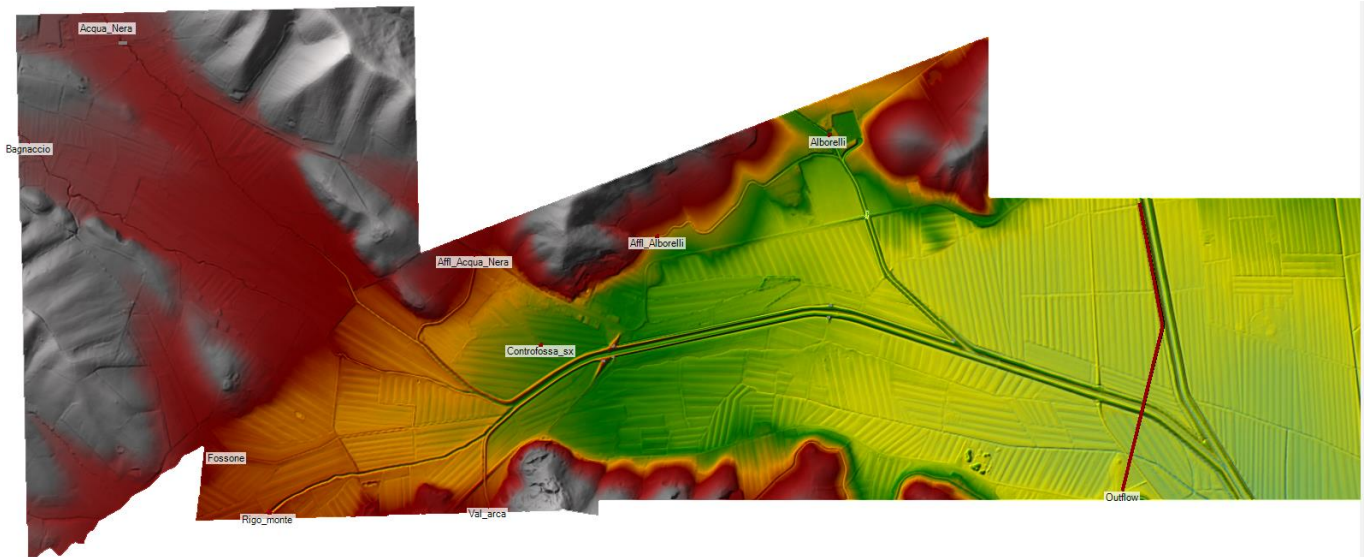 Acqua_Nera
Bagnaccio
Alborelli
Affl_Alborelli
Affl_Acqua_Nera
Controfossa_sx
Fossone
Rigo_monte
Val_arca
Outflow